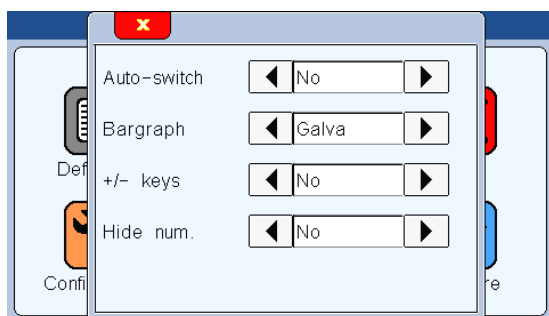 x
Auto-switch No
Bargraph Galva
Def
+/- keys No
Hide num. No
Confi re